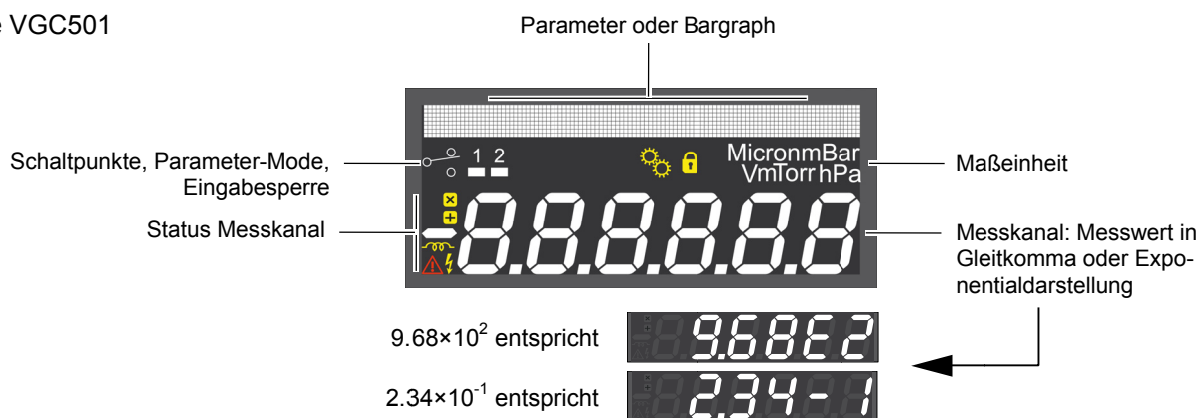 e VGC501
Parameter oder Bargraph
Schaltpunkte, Parameter-Mode,
Eingabesperre
1 2
MicronmBar
VmTorrhPa
Maßeinheit
Status Messkanal
8.8.8.8.8.8
Messkanal: Messwert in
Gleitkomma oder Expo-
nentialdarstellung
9.68×10² entspricht
9.68E2
2.34×10⁻¹ entspricht
2.34-1